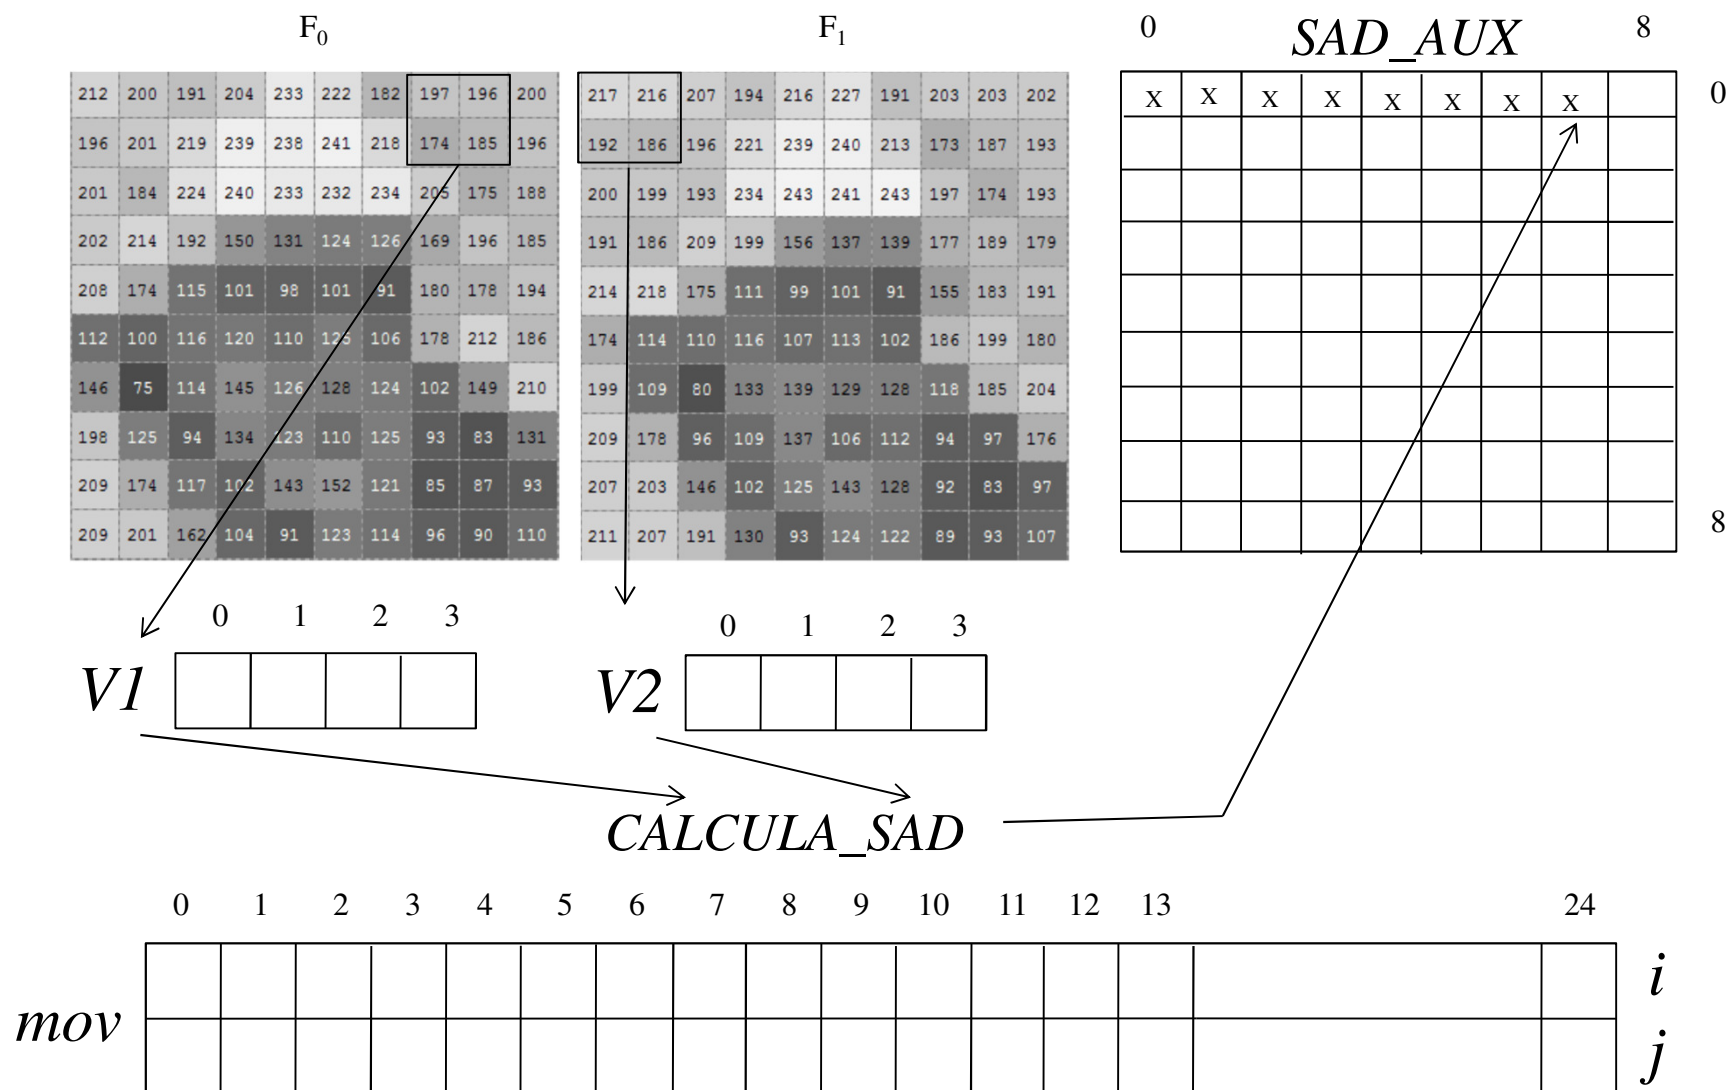 F0 F1 0 SAD_AUX 8
212 200 191 204 233 222 182 197 196 200 217 216 207 194 216 227 191 203 203 202 X X X X X X X X 0
196 201 219 239 238 241 218 174 185 196 192 186 196 221 239 240 213 173 187 193
201 184 224 240 233 232 234 205 175 188 200 199 193 234 243 241 243 197 174 193
202 214 192 150 131 124 126 169 196 185 191 186 209 199 156 137 139 177 189 179
208 174 115 101 98 101 91 180 178 194 214 218 175 111 99 101 91 155 183 191
112 100 116 120 110 126 106 178 212 186 174 114 110 116 107 113 102 186 199 180
146 75 114 145 126 128 124 102 149 210 199 109 80 133 139 129 128 118 185 204
198 125 94 134 123 110 125 93 83 131 209 178 96 109 137 106 112 94 97 176
209 174 117 102 143 152 121 85 87 93 207 203 146 102 125 143 128 92 83 97
209 201 162 104 91 123 114 96 90 110 211 207 191 130 93 124 122 89 93 107 8
0 1 2 3 0 1 2 3
V1 V2
CALCULA_SAD
0 1 2 3 4 5 6 7 8 9 10 11 12 13 24
i
mov
j